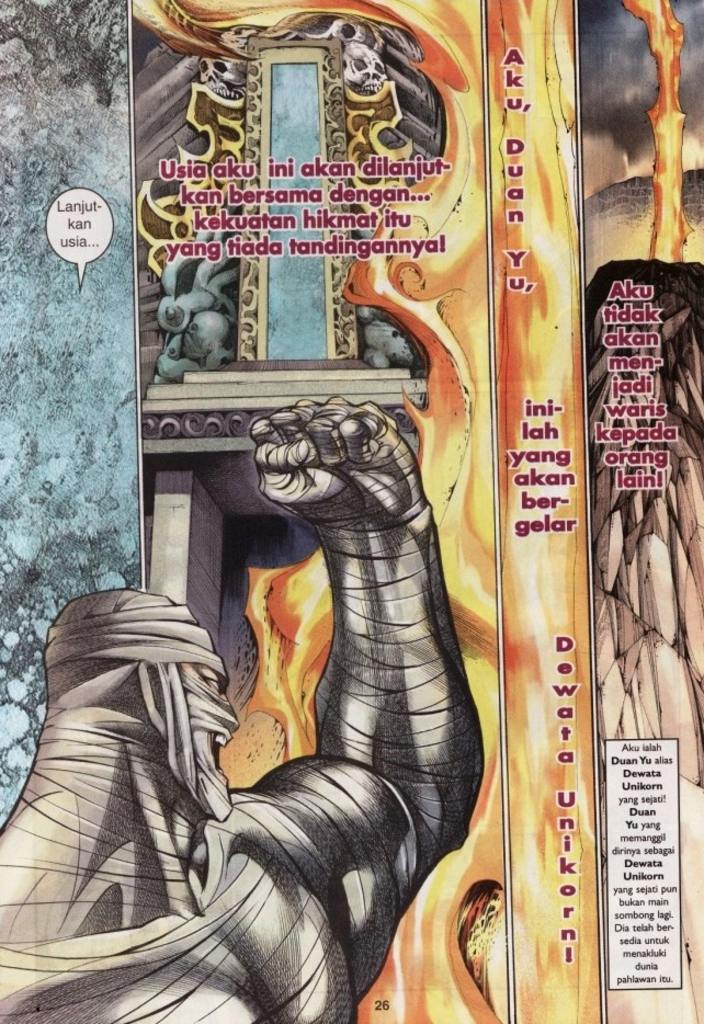 Lanjut-
kan
usia...
Usia aku ini akan dilanjut-
kan bersama dengan...
kekuatan hikmat itu
yang tiada tandingannya!
Aku, Duan Yu,
ini-
lah
yang
akan
ber-
gelar
Dewata Unikorn!
Aku
tidak
akan
men-
jadi
waris
kepada
orang
lain!
Aku ialah
Duan Yu alias
Dewata
Unikorn
yang sejati!
Duan
Yu yang
memanggil
dirinya sebagai
Dewata
Unikorn
yang sejati pun
bukan main
sombong lagi.
Dia telah ber-
sedia untuk
menakluki
dunia
pahlawan itu.
26